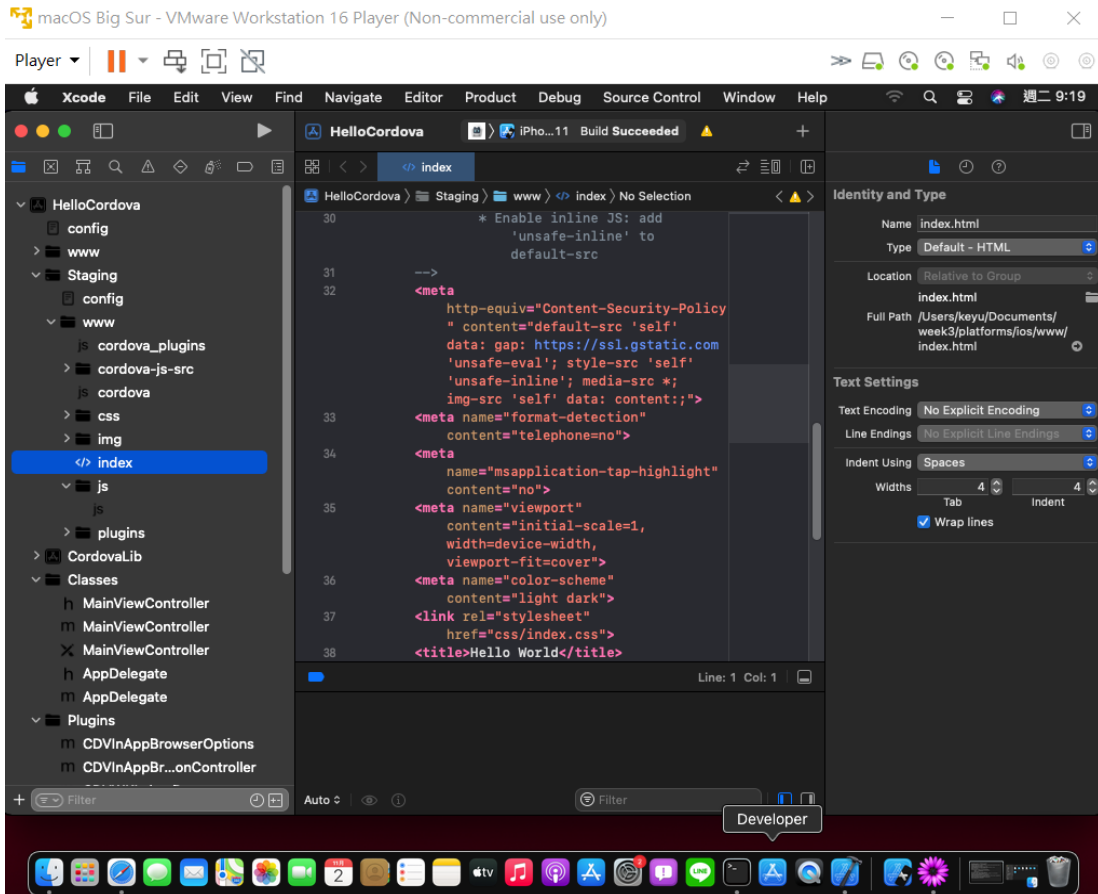 macOS Big Sur - VMware Workstation 16 Player (Non-commercial use only)
Player
Xcode File Edit View Find Navigate Editor Product Debug Source Control Window Help 週二 9:19
HelloCordova iPho...11 Build Succeeded
index
HelloCordova Staging www index No Selection
HelloCordova
config
www
Staging
config
www
js cordova_plugins
cordova-js-src
js cordova
css
img
index
js
js
plugins
CordovaLib
Classes
h MainViewController
m MainViewController
MainViewController
h AppDelegate
m AppDelegate
Plugins
m CDVInAppBrowserOptions
m CDVInAppBr...onController
Filter
30 * Enable inline JS: add
'unsafe-inline' to
default-src
31 -->
32 <meta
http-equiv="Content-Security-Policy
" content="default-src 'self'
data: gap: https://ssl.gstatic.com
'unsafe-eval'; style-src 'self'
'unsafe-inline'; media-src *;
img-src 'self' data: content:;">
33 <meta name="format-detection"
content="telephone=no">
34 <meta
name="msapplication-tap-highlight"
content="no">
35 <meta name="viewport"
content="initial-scale=1,
width=device-width,
viewport-fit=cover">
36 <meta name="color-scheme"
content="light dark">
37 <link rel="stylesheet"
href="css/index.css">
38 <title>Hello World</title>
Line: 1 Col: 1
Auto
Filter
Identity and Type
Name index.html
Type Default - HTML
Location Relative to Group
index.html
Full Path /Users/keyu/Documents/
week3/platforms/ios/www/
index.html
Text Settings
Text Encoding No Explicit Encoding
Line Endings No Explicit Line Endings
Indent Using Spaces
Widths 4 4
Tab Indent
Wrap lines
Developer
11月
2
tv
2
LINE